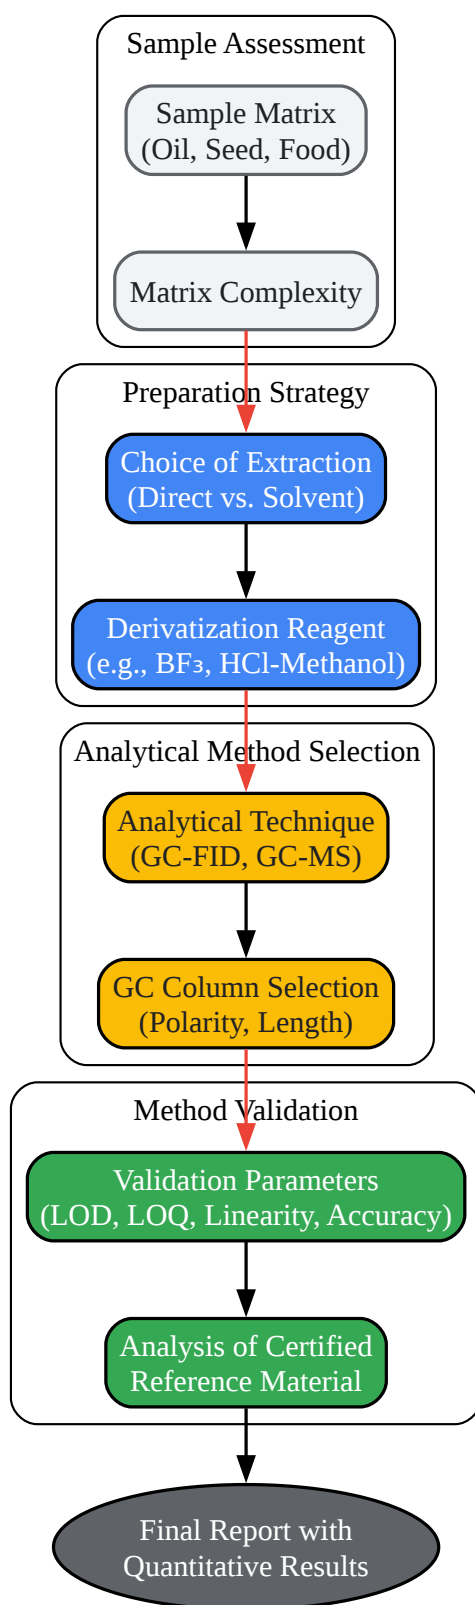 Sample Assessment
Sample Matrix
(Oil, Seed, Food)
Matrix Complexity
Preparation Strategy
Choice of Extraction
(Direct vs. Solvent)
Derivatization Reagent
(e.g., BF₃, HCl-Methanol)
Analytical Method Selection
Analytical Technique
(GC-FID, GC-MS)
GC Column Selection
(Polarity, Length)
Method Validation
Validation Parameters
(LOD, LOQ, Linearity, Accuracy)
Analysis of Certified
Reference Material
Final Report with
Quantitative Results